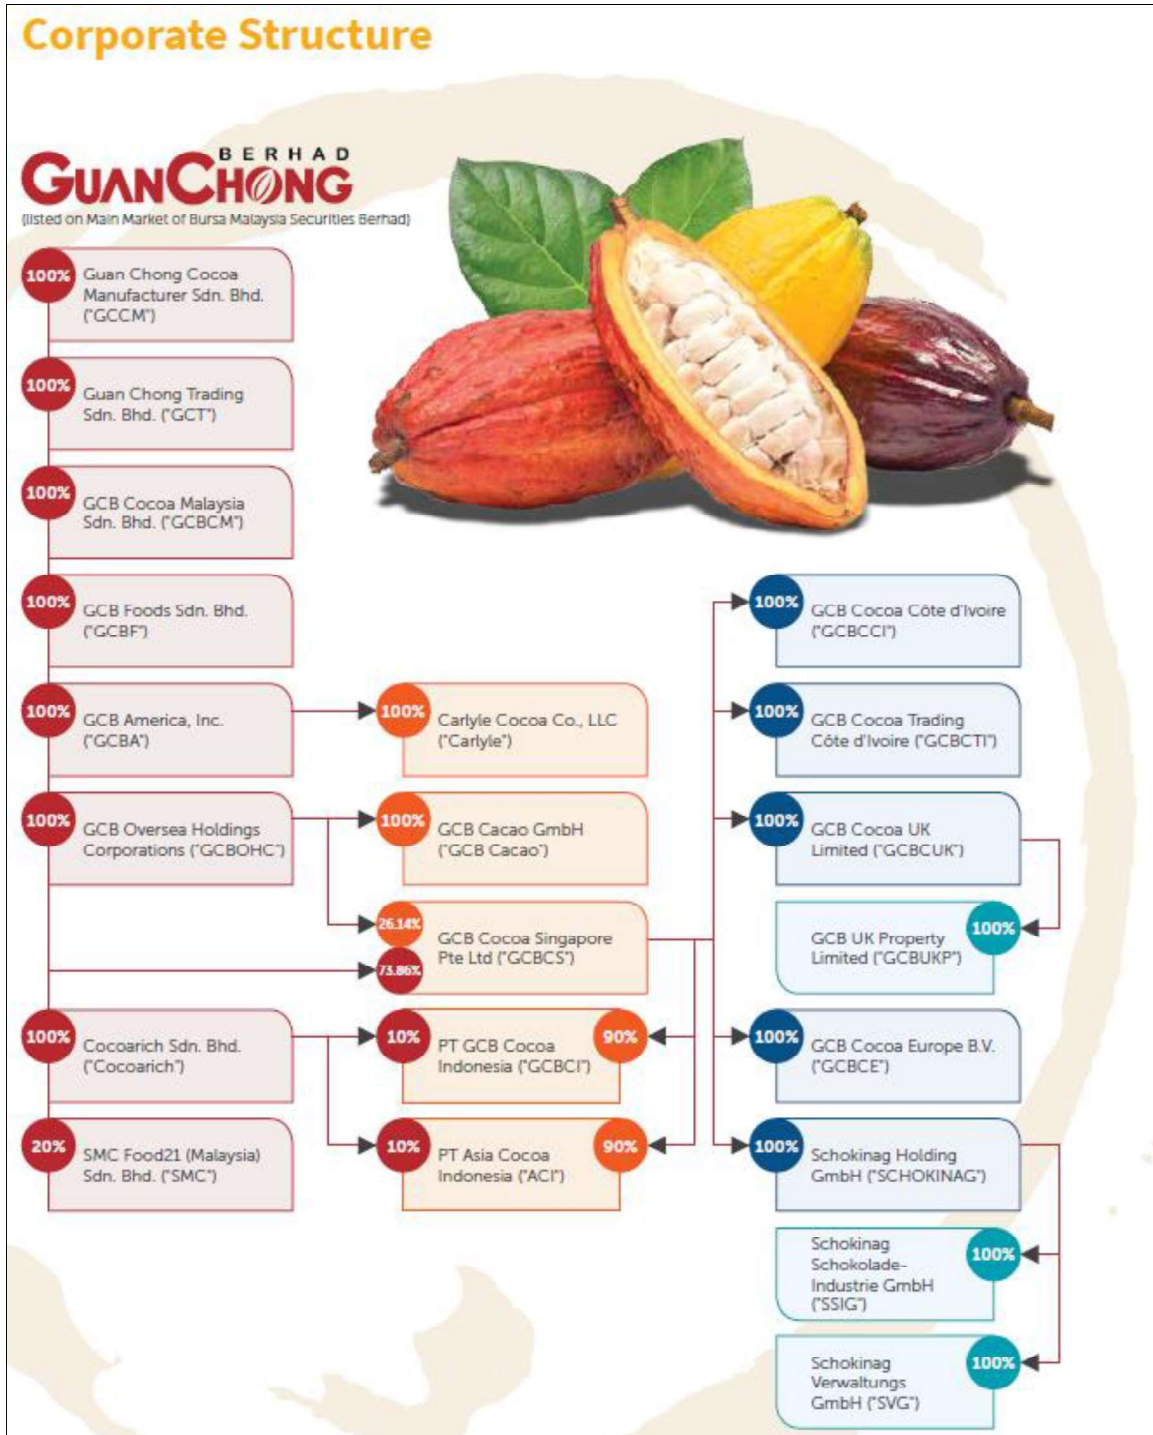 Corporate Structure
BERHAD
GUANCHONG
(listed on Main Market of Bursa Malaysia Securities Berhad)
100%
Guan Chong Cocoa
Manufacturer Sdn. Bhd.
("GCCM")
100%
Guan Chong Trading
Sdn. Bhd. ("GCT")
100%
GCB Cocoa Malaysia
Sdn. Bhd. ("GCBCM")
100%
GCB Foods Sdn. Bhd.
("GCBF")
100%
GCB America, Inc.
("GCBA")
100%
GCB Oversea Holdings
Corporations ("GCBOHC")
100%
Cocoarich Sdn. Bhd.
("Cocoarich")
20%
SMC Food21 (Malaysia)
Sdn. Bhd. ("SMC")
100%
Carlyle Cocoa Co., LLC
("Carlyle")
100%
GCB Cacao GmbH
("GCB Cacao")
26.14%
73.86%
GCB Cocoa Singapore
Pte Ltd ("GCBCS")
10%
PT GCB Cocoa
Indonesia ("GCBCI")
90%
10%
PT Asia Cocoa
Indonesia ("ACI")
90%
100%
GCB Cocoa Côte d'Ivoire
("GCBCCI")
100%
GCB Cocoa Trading
Côte d'Ivoire ("GCBCTI")
100%
GCB Cocoa UK
Limited ("GCBCUK")
GCB UK Property
Limited ("GCBUKP")
100%
100%
GCB Cocoa Europe B.V.
("GCBCE")
100%
Schokinag Holding
GmbH ("SCHOKINAG")
Schokinag
Schokolade-
Industrie GmbH
("SSIG")
100%
Schokinag
Verwaltungs
GmbH ("SVG")
100%